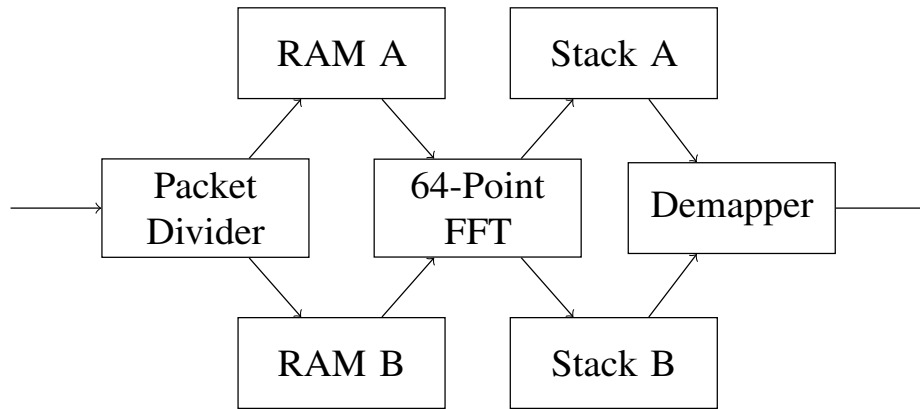 RAM A
Stack A
Packet
Divider
64-Point
FFT
Demapper
RAM B
Stack B